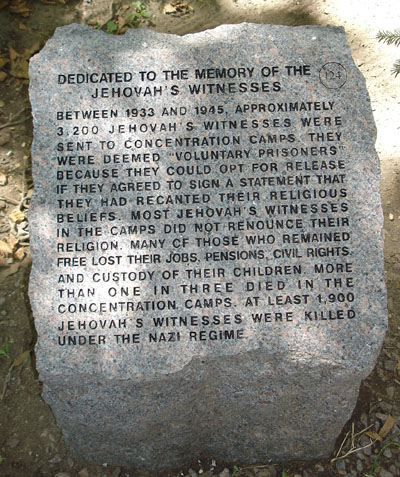 DEDICATED TO THE MEMORY OF THE
JEHOVAH'S WITNESSES
124
BETWEEN 1933 AND 1945, APPROXIMATELY
3,200 JEHOVAH'S WITNESSES WERE
SENT TO CONCENTRATION CAMPS. THEY
WERE DEEMED "VOLUNTARY PRISONERS"
BECAUSE THEY COULD OPT FOR RELEASE
IF THEY AGREED TO SIGN A STATEMENT THAT
THEY HAD RECANTED THEIR RELIGIOUS
BELIEFS. MOST JEHOVAH'S WITNESSES
IN THE CAMPS DID NOT RENOUNCE THEIR
RELIGION. MANY OF THOSE WHO REMAINED
FREE LOST THEIR JOBS, PENSIONS, CIVIL RIGHTS,
AND CUSTODY OF THEIR CHILDREN. MORE
THAN ONE IN THREE DIED IN THE
CONCENTRATION CAMPS. AT LEAST 1,900
JEHOVAH'S WITNESSES WERE KILLED
UNDER THE NAZI REGIME.